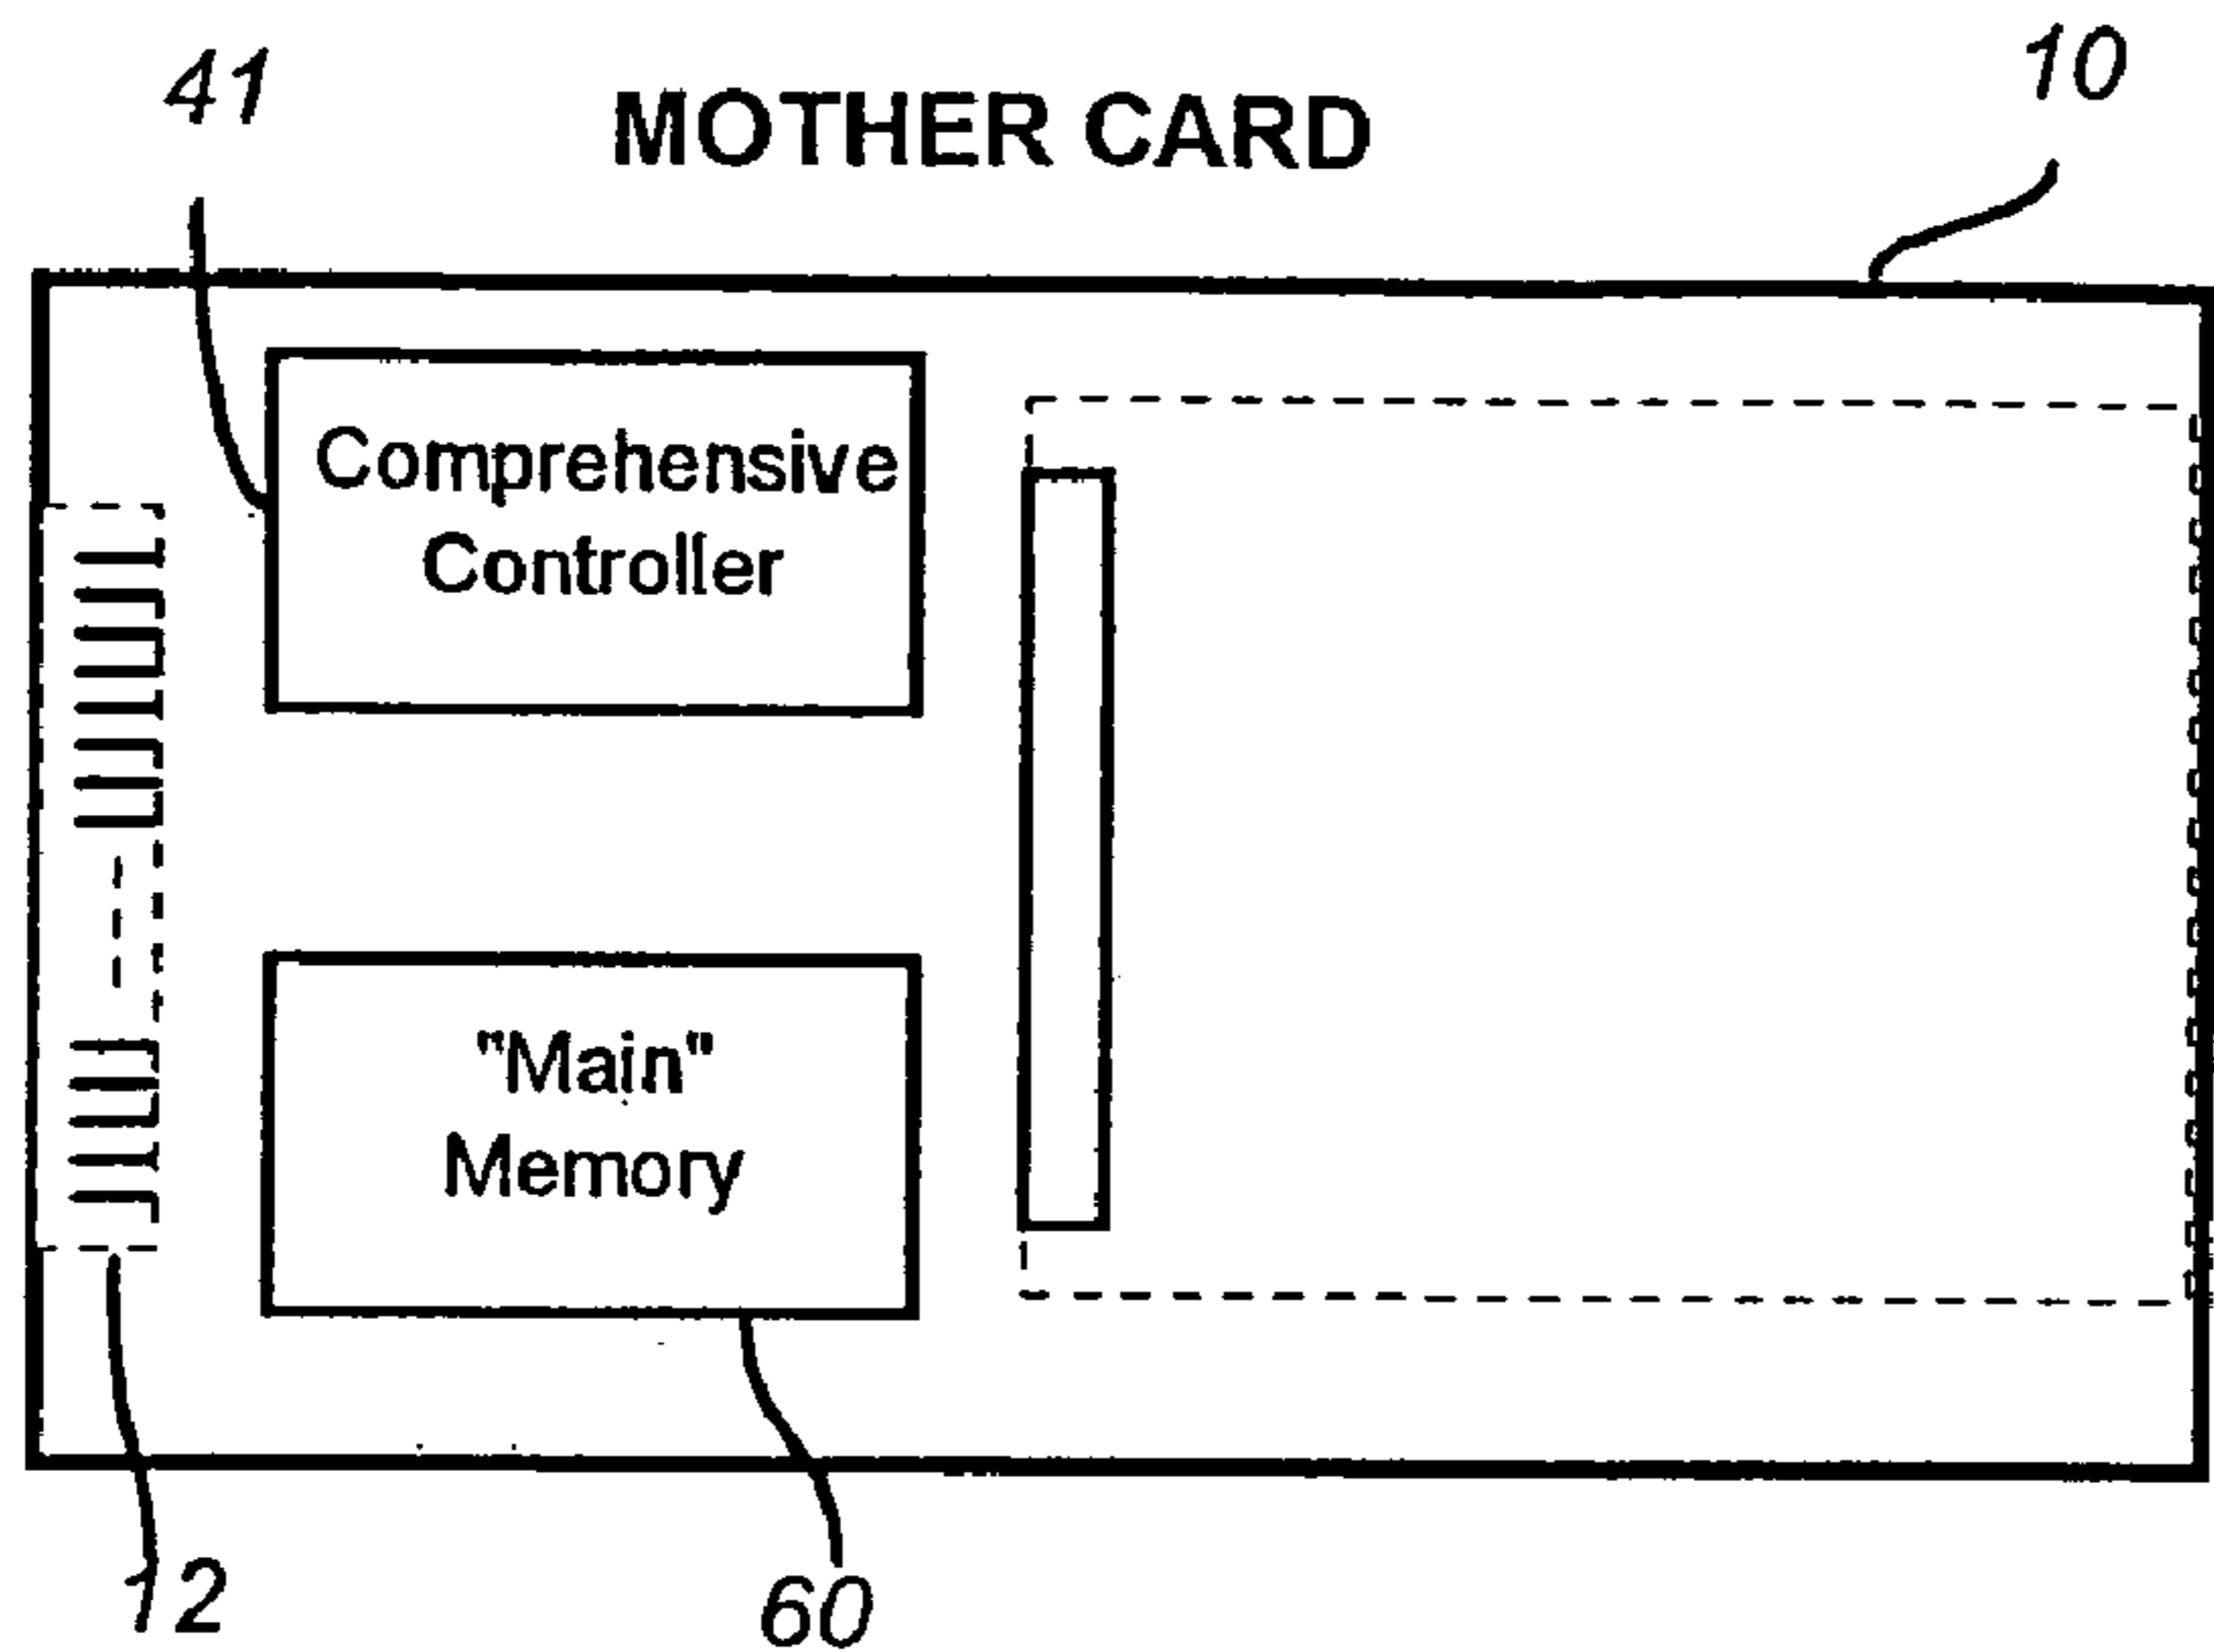 41
MOTHER CARD
10
Comprehensive
Controller
"Main"
Memory
12
60